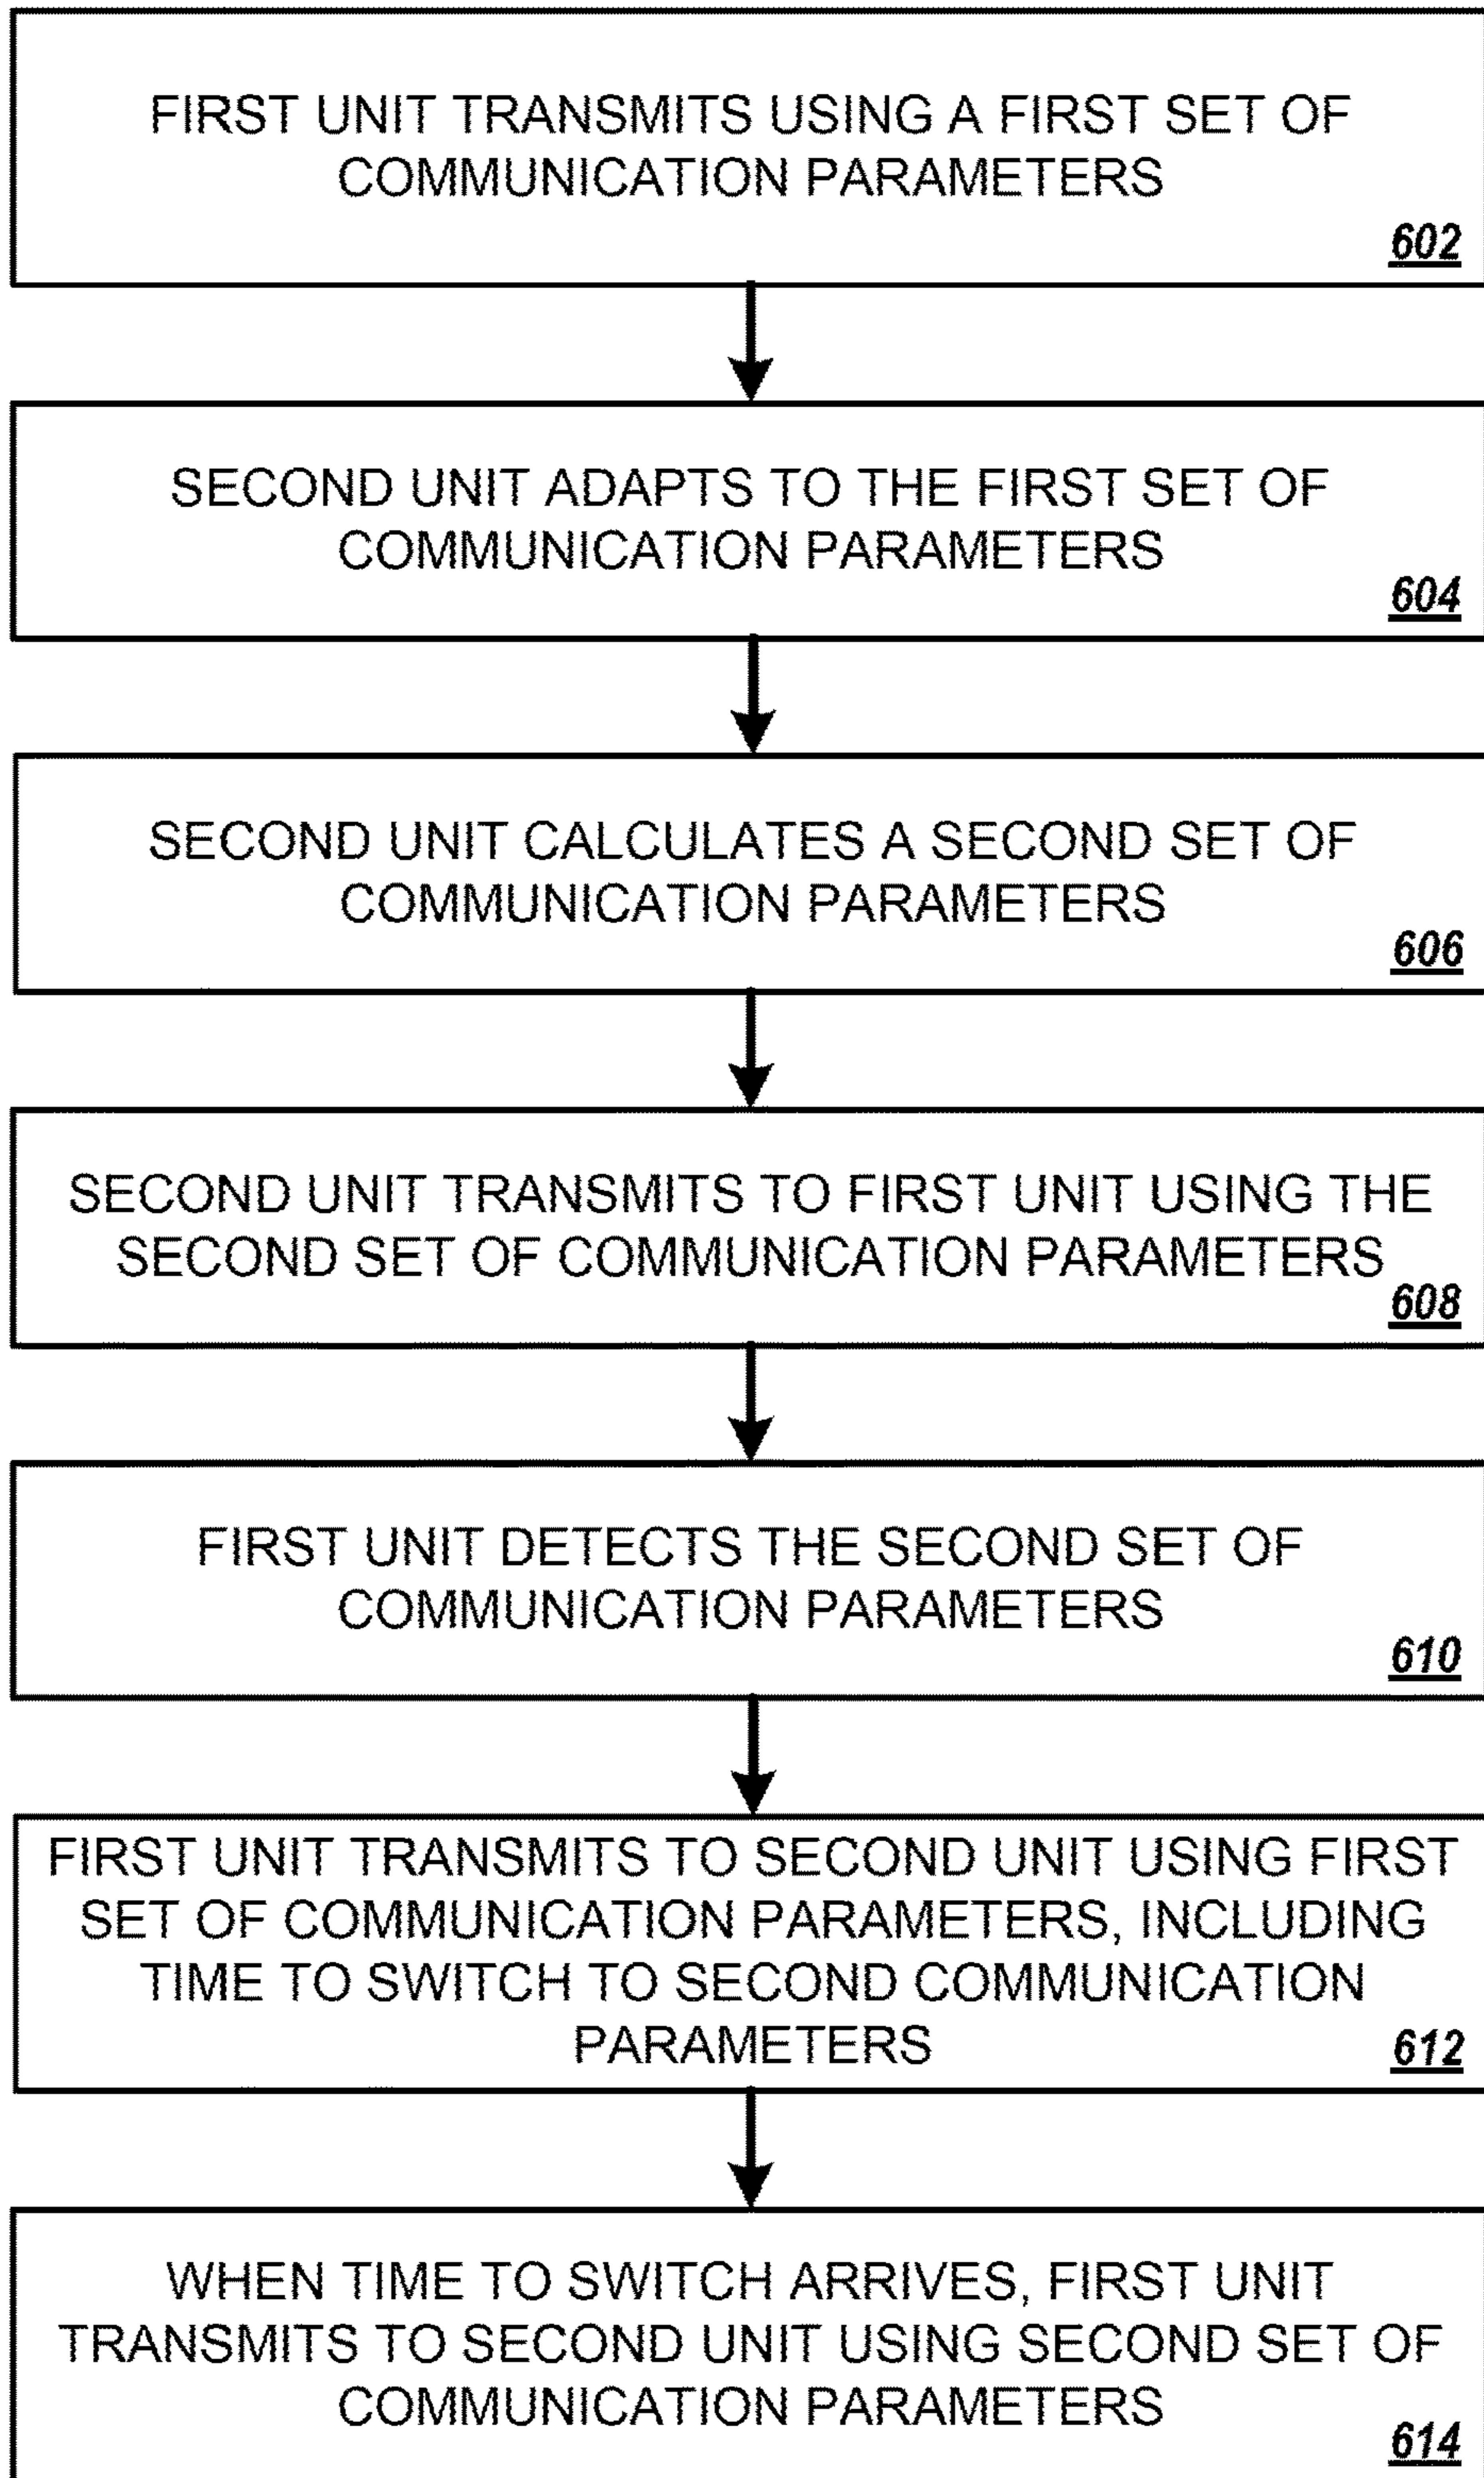 FIRST UNIT TRANSMITS USING A FIRST SET OF
COMMUNICATION PARAMETERS
602
SECOND UNIT ADAPTS TO THE FIRST SET OF
COMMUNICATION PARAMETERS
604
SECOND UNIT CALCULATES A SECOND SET OF
COMMUNICATION PARAMETERS
606
SECOND UNIT TRANSMITS TO FIRST UNIT USING THE
SECOND SET OF COMMUNICATION PARAMETERS
608
FIRST UNIT DETECTS THE SECOND SET OF
COMMUNICATION PARAMETERS
610
FIRST UNIT TRANSMITS TO SECOND UNIT USING FIRST
SET OF COMMUNICATION PARAMETERS, INCLUDING
TIME TO SWITCH TO SECOND COMMUNICATION
PARAMETERS
612
WHEN TIME TO SWITCH ARRIVES, FIRST UNIT
TRANSMITS TO SECOND UNIT USING SECOND SET OF
COMMUNICATION PARAMETERS
614